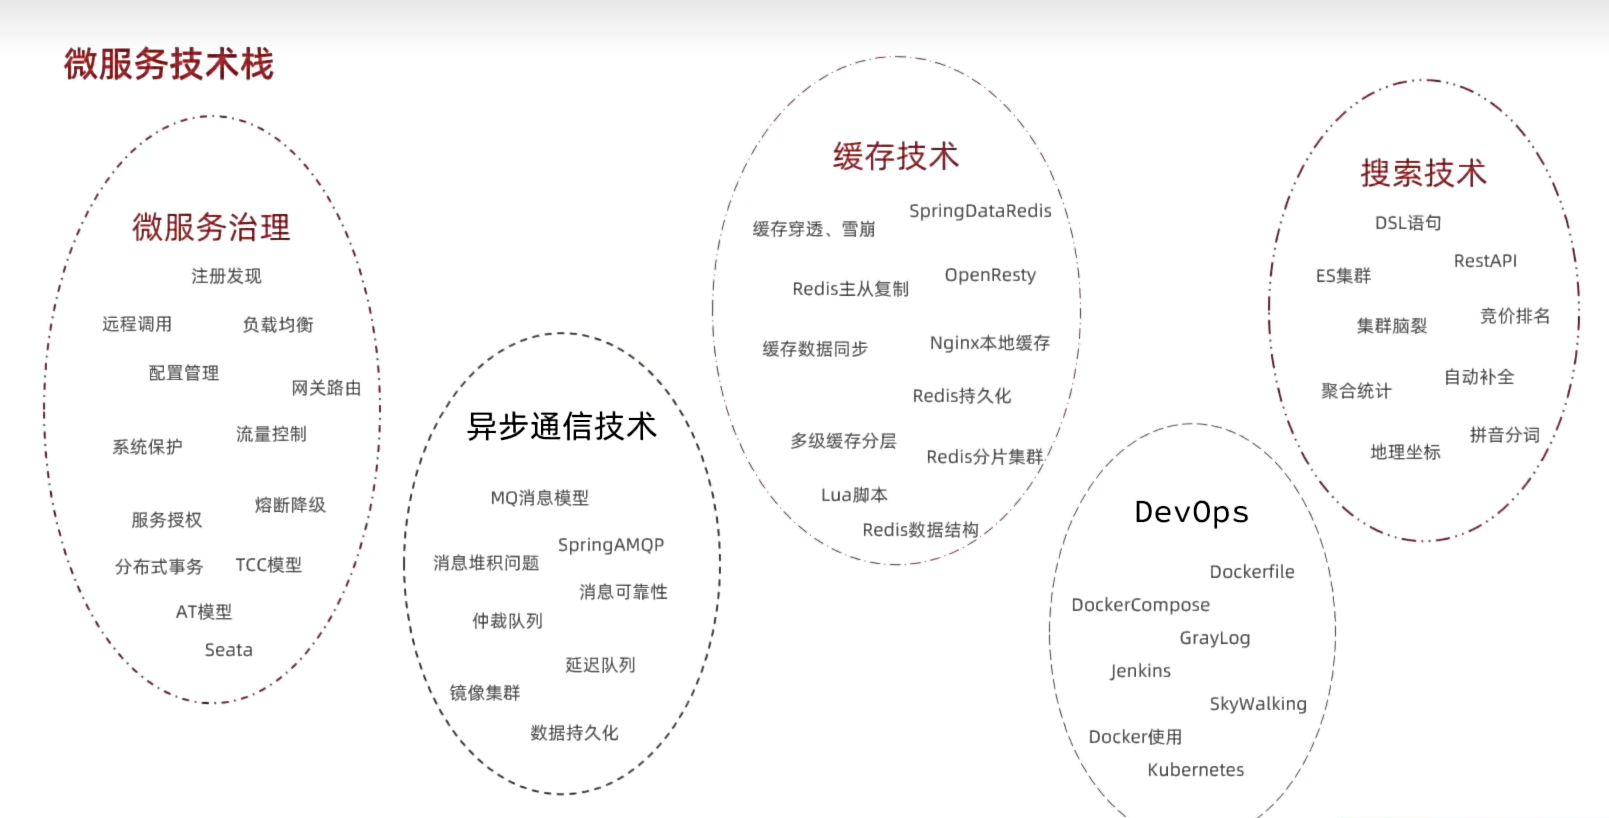 微服务技术栈
微服务治理
注册发现
远程调用
负载均衡
配置管理
网关路由
系统保护
流量控制
服务授权
熔断降级
分布式事务
TCC模型
AT模型
Seata
异步通信技术
MQ消息模型
SpringAMQP
消息堆积问题
消息可靠性
仲裁队列
延迟队列
镜像集群
数据持久化
缓存技术
SpringDataRedis
缓存穿透、雪崩
OpenResty
Redis主从复制
Nginx本地缓存
缓存数据同步
Redis持久化
多级缓存分层
Redis分片集群
Lua脚本
Redis数据结构
DevOps
Dockerfile
DockerCompose
GrayLog
Jenkins
SkyWalking
Docker使用
Kubernetes
搜索技术
DSL语句
RestAPI
ES集群
竞价排名
集群脑裂
自动补全
聚合统计
拼音分词
地理坐标